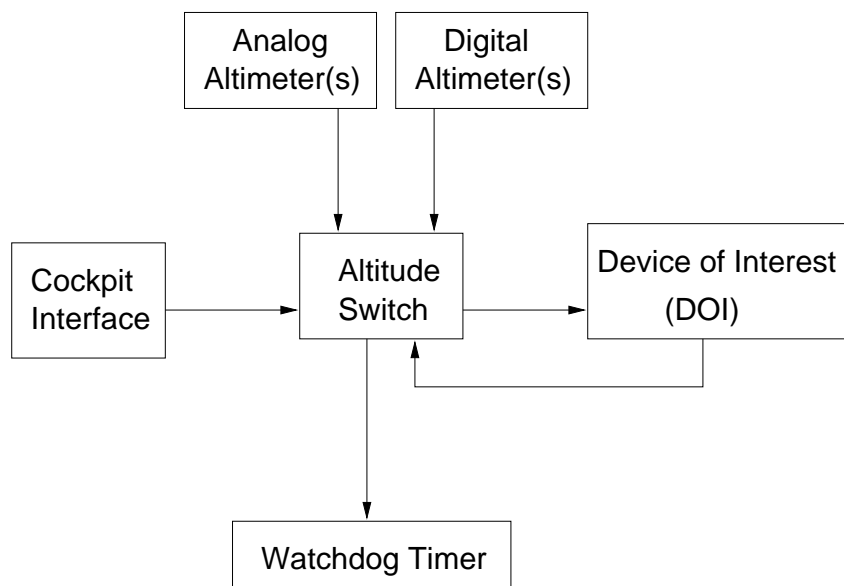 Analog
Altimeter(s)
Digital
Altimeter(s)
Cockpit
Interface
Altitude
Switch
Device of Interest
(DOI)
Watchdog Timer